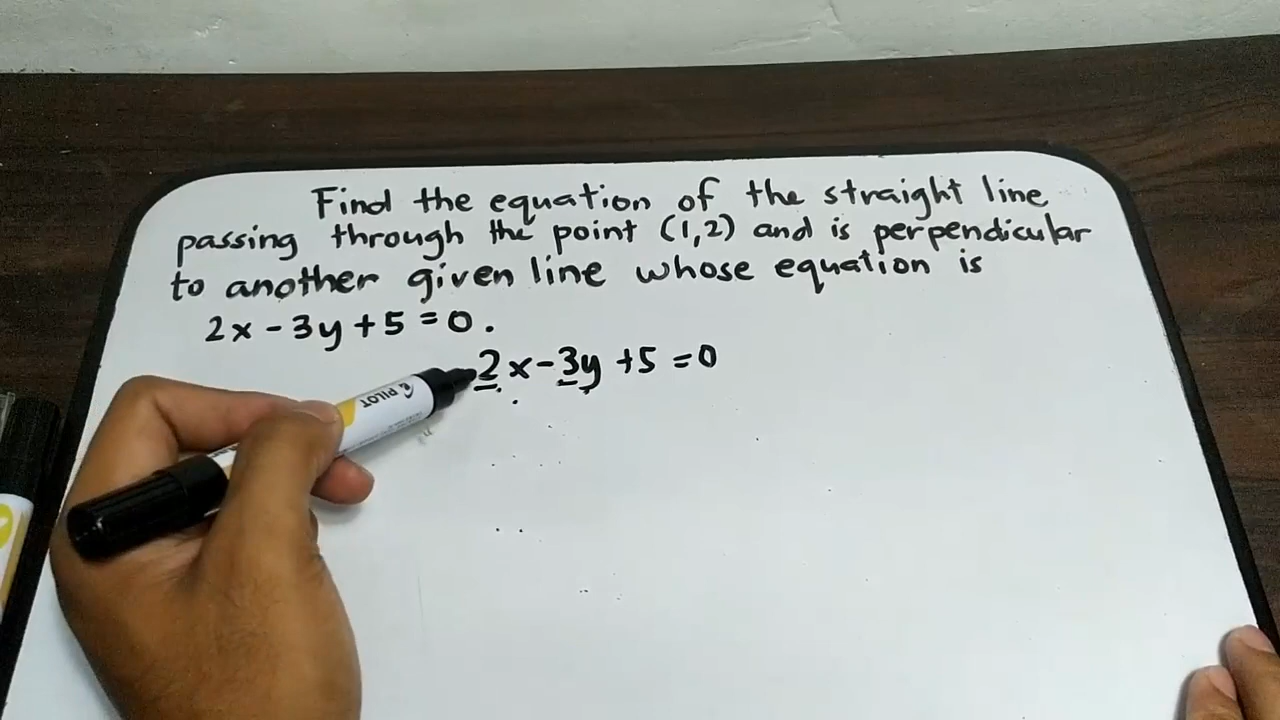 Find the equation of the straight line
passing through the point (1,2) and is perpendicular
to another given line whose equation is
2x - 3y + 5 = 0.
2x - 3y + 5 = 0
PILOT